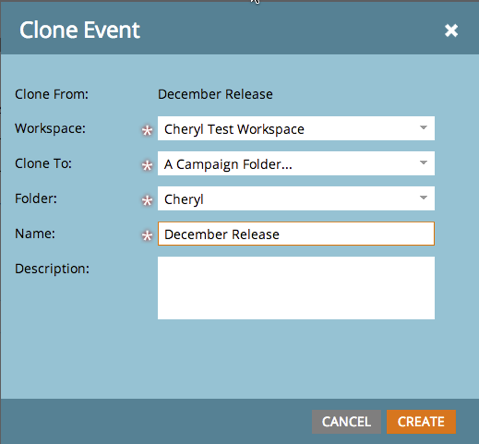 Clone Event
Clone From: December Release
Workspace: * Cheryl Test Workspace
Clone To: * A Campaign Folder...
Folder: * Cheryl
Name: * December Release
Description:
CANCEL CREATE